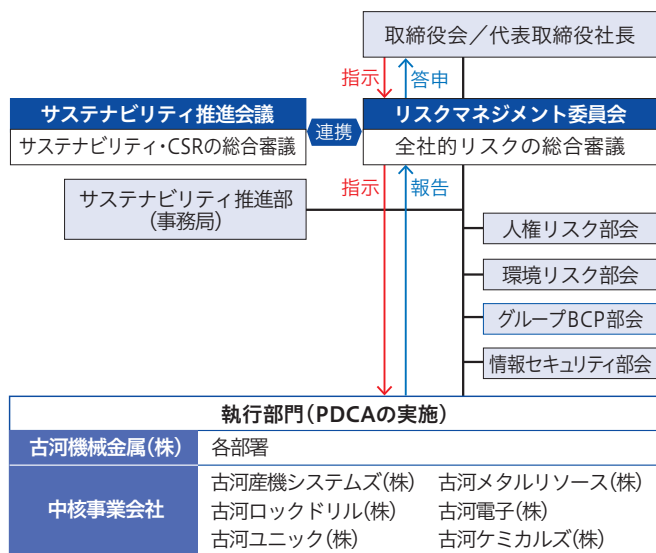 取締役会／代表取締役社長
指示
答申
サステナビリティ推進会議
サステナビリティ・CSRの総合審議
連携
リスクマネジメント委員会
全社的リスクの総合審議
指示
報告
サステナビリティ推進部
(事務局)
人権リスク部会
環境リスク部会
グループBCP部会
情報セキュリティ部会
執行部門(PDCAの実施)
古河機械金属(株)
各部署
中核事業会社
古河産機システムズ(株)
古河メタルリソース(株)
古河ロックドリル(株)
古河電子(株)
古河ユニック(株)
古河ケミカルズ(株)